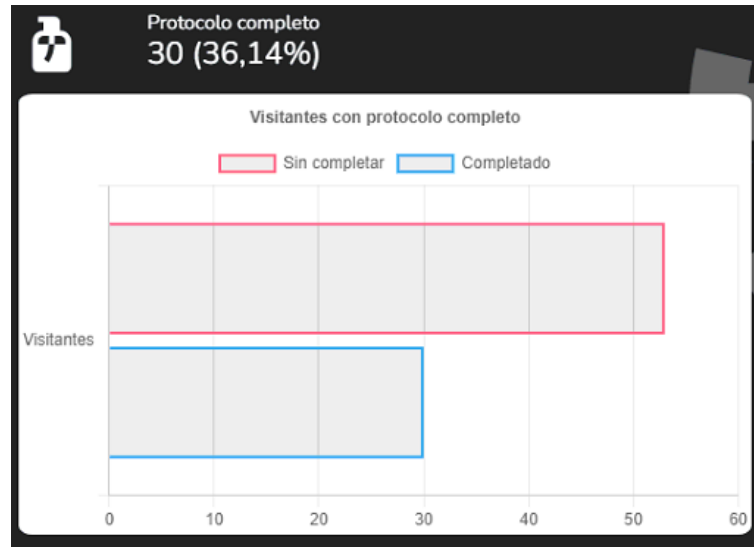 Protocolo completo
30 (36,14%)
Visitantes con protocolo completo
Sin completar Completado
Visitantes
0 10 20 30 40 50 60